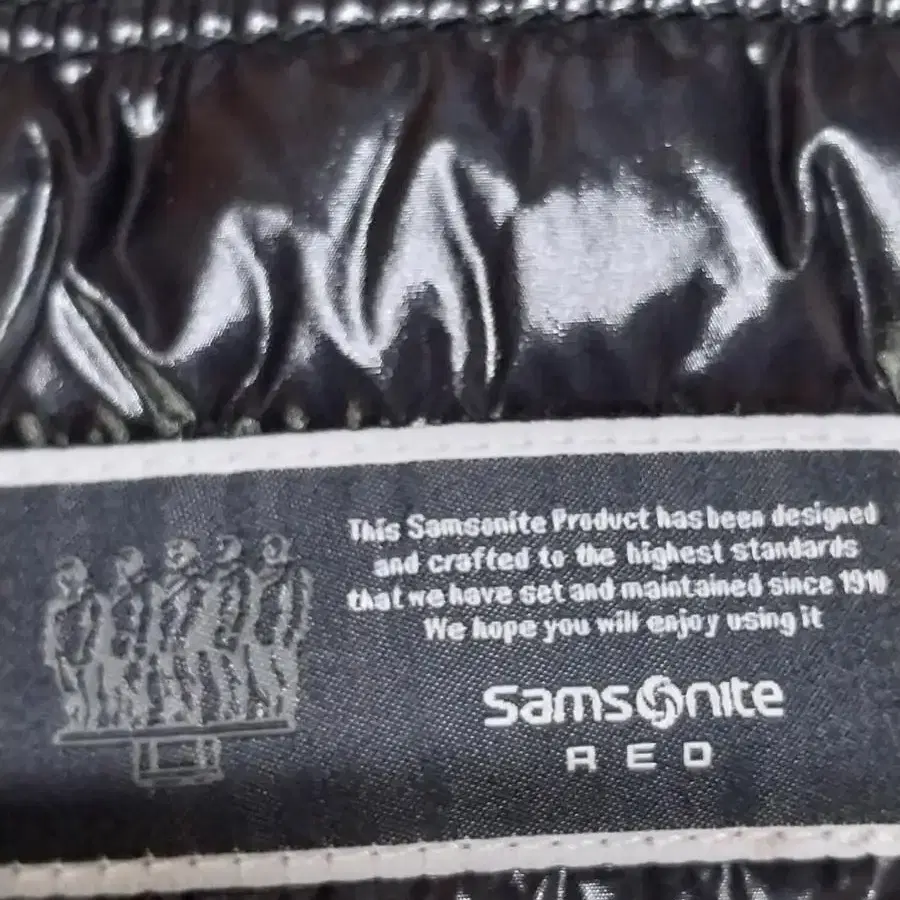 This Samsonite Product has been designed
and crafted to the highest standards
that we have set and maintained since 1910
We hope you will enjoy using it
Samsonite
RED